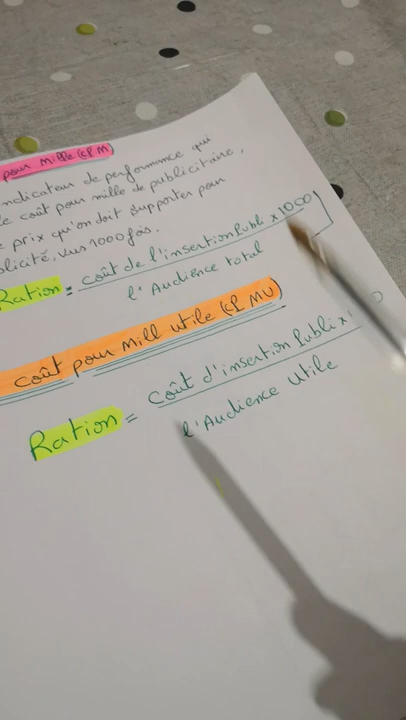 pour Mille (CPM)
indicateur de performance qui
le coût pour mille de publicitaire,
prix qu'on doit supporter pour
blicité, vus 1000 fois.
Ration = coût de l'insertion Publi x 1000
l'Audience total
coût pour Mill utile (CPMU)
Ration = Coût d'insertion Publi x 1
l'Audience Utile